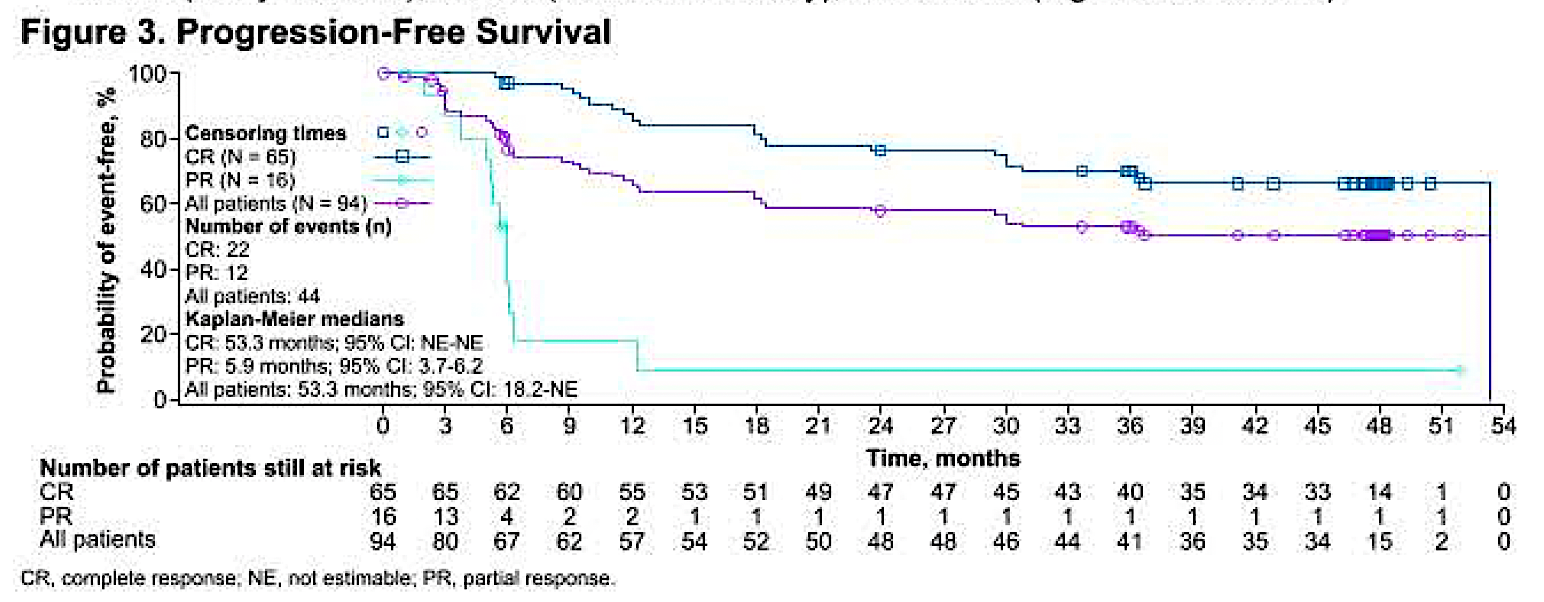 Figure 3. Progression-Free Survival
Probability of event-free, %
100
80
60
40
20
0
Censoring times
CR (N = 65)
PR (N = 16)
All patients (N = 94)
Number of events (n)
CR: 22
PR: 12
All patients: 44
Kaplan-Meier medians
CR: 53.3 months; 95% CI: NE-NE
PR: 5.9 months; 95% CI: 3.7-6.2
All patients: 53.3 months; 95% CI: 18.2-NE
0 3 6 9 12 15 18 21 24 27 30 33 36 39 42 45 48 51 54
Time, months
Number of patients still at risk
CR 65 65 62 60 55 53 51 49 47 47 45 43 40 35 34 33 14 1 0
PR 16 13 4 2 2 1 1 1 1 1 1 1 1 1 1 1 1 1 0
All patients 94 80 67 62 57 54 52 50 48 48 46 44 41 36 35 34 15 2 0
CR, complete response; NE, not estimable; PR, partial response.